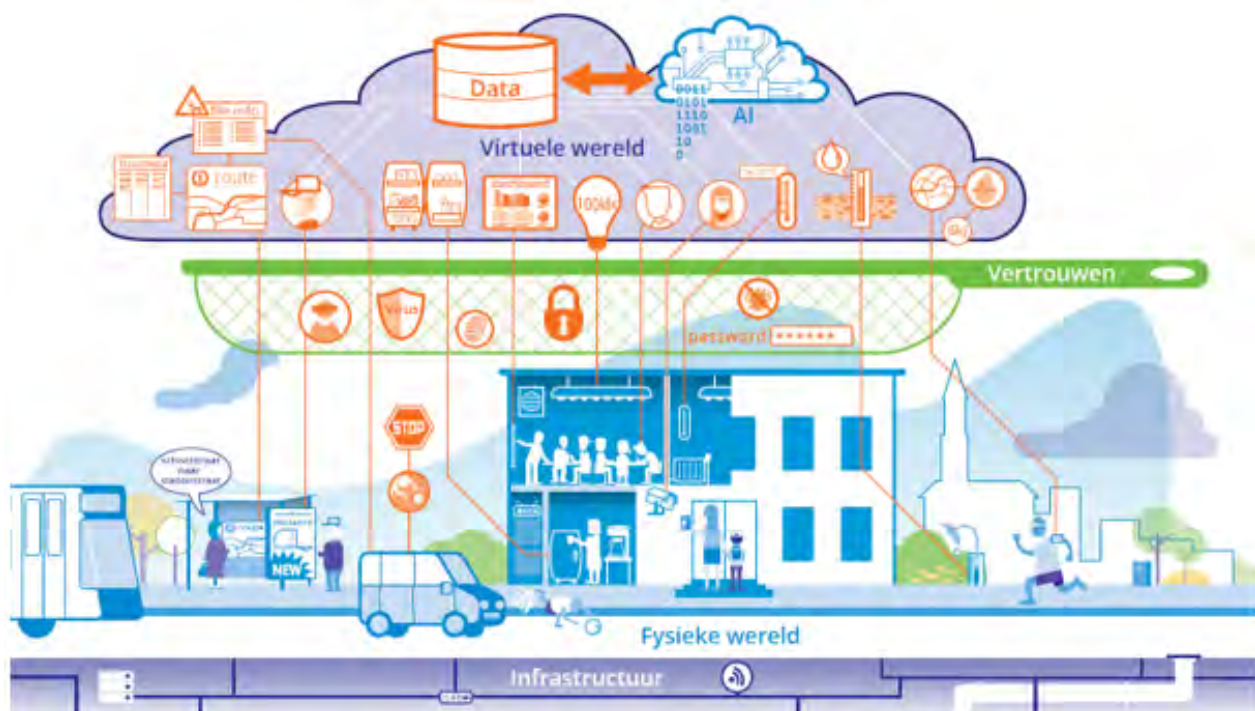 Data
0011
0101
1110
1001
10
0
AI
Virtuele wereld
route
100klx
Vertrouwen
Virus
password ******
STOP
NEW
Fysieke wereld
Infrastructuur